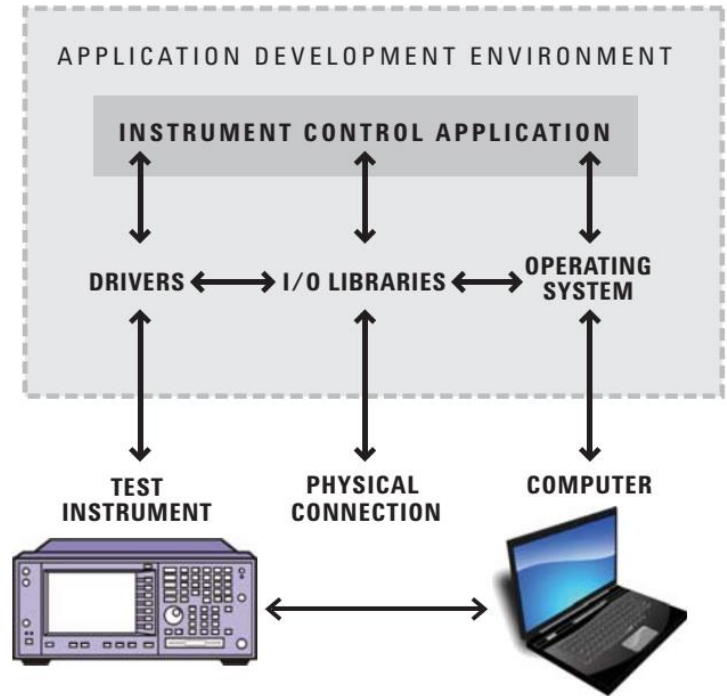 APPLICATION DEVELOPMENT ENVIRONMENT
INSTRUMENT CONTROL APPLICATION
DRIVERS
I/O LIBRARIES
OPERATING
SYSTEM
TEST
INSTRUMENT
PHYSICAL
CONNECTION
COMPUTER